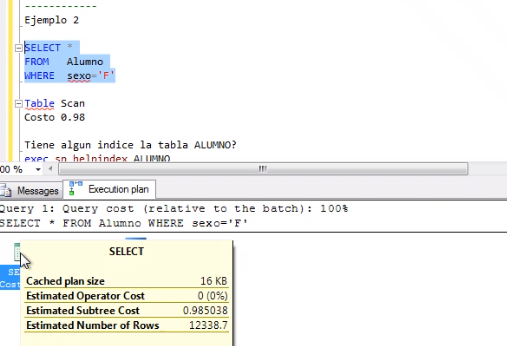 ------------
Ejemplo 2
SELECT *
FROM Alumno
WHERE sexo='F'
Table Scan
Costo 0.98
Tiene algun indice la tabla ALUMNO?
exec sp_helpindex ALUMNO
00 %
Messages
Execution plan
Query 1: Query cost (relative to the batch): 100%
SELECT * FROM Alumno WHERE sexo='F'
SELECT
SE
Cost
Cached plan size 16 KB
Estimated Operator Cost 0 (0%)
Estimated Subtree Cost 0.985038
Estimated Number of Rows 12338.7